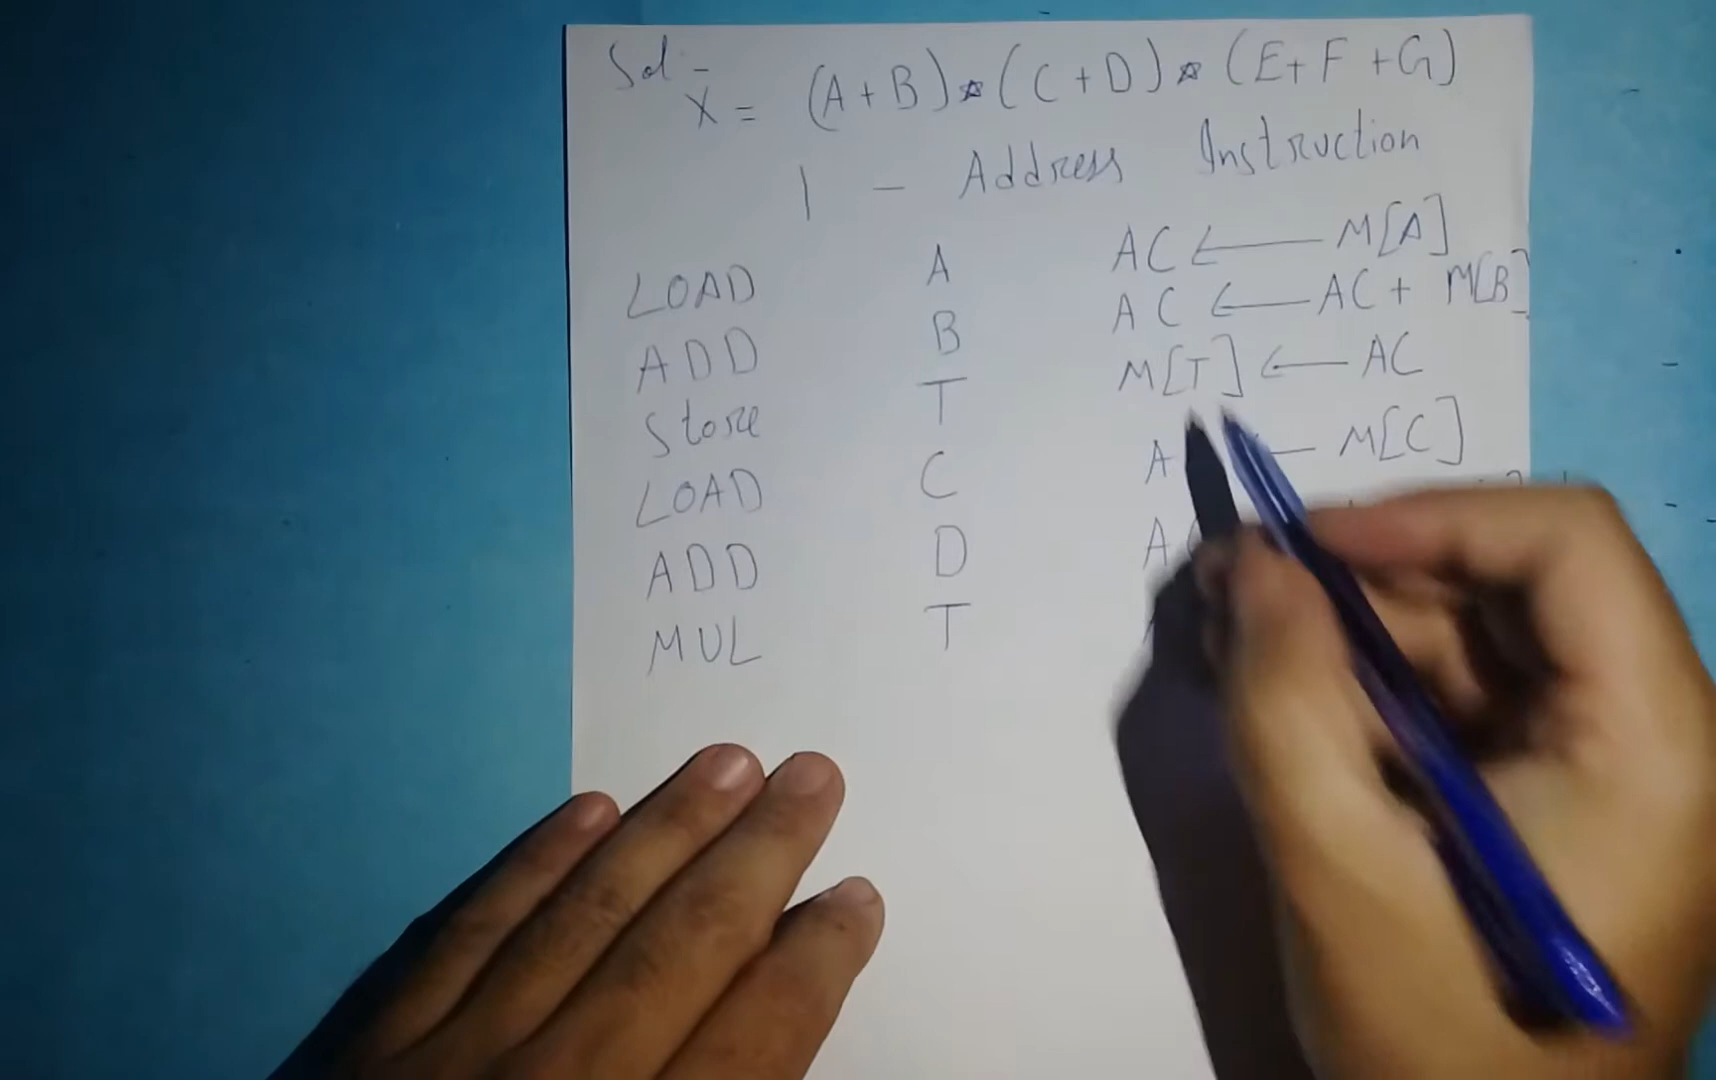 Sol -
X = (A+B)*(C+D)*(E+F+G)
1 - Address Instruction
LOAD A AC ← M[A]
ADD B AC ← AC + M[B]
Store T M[T] ← AC
LOAD C A ← M[C]
ADD D A
MUL T